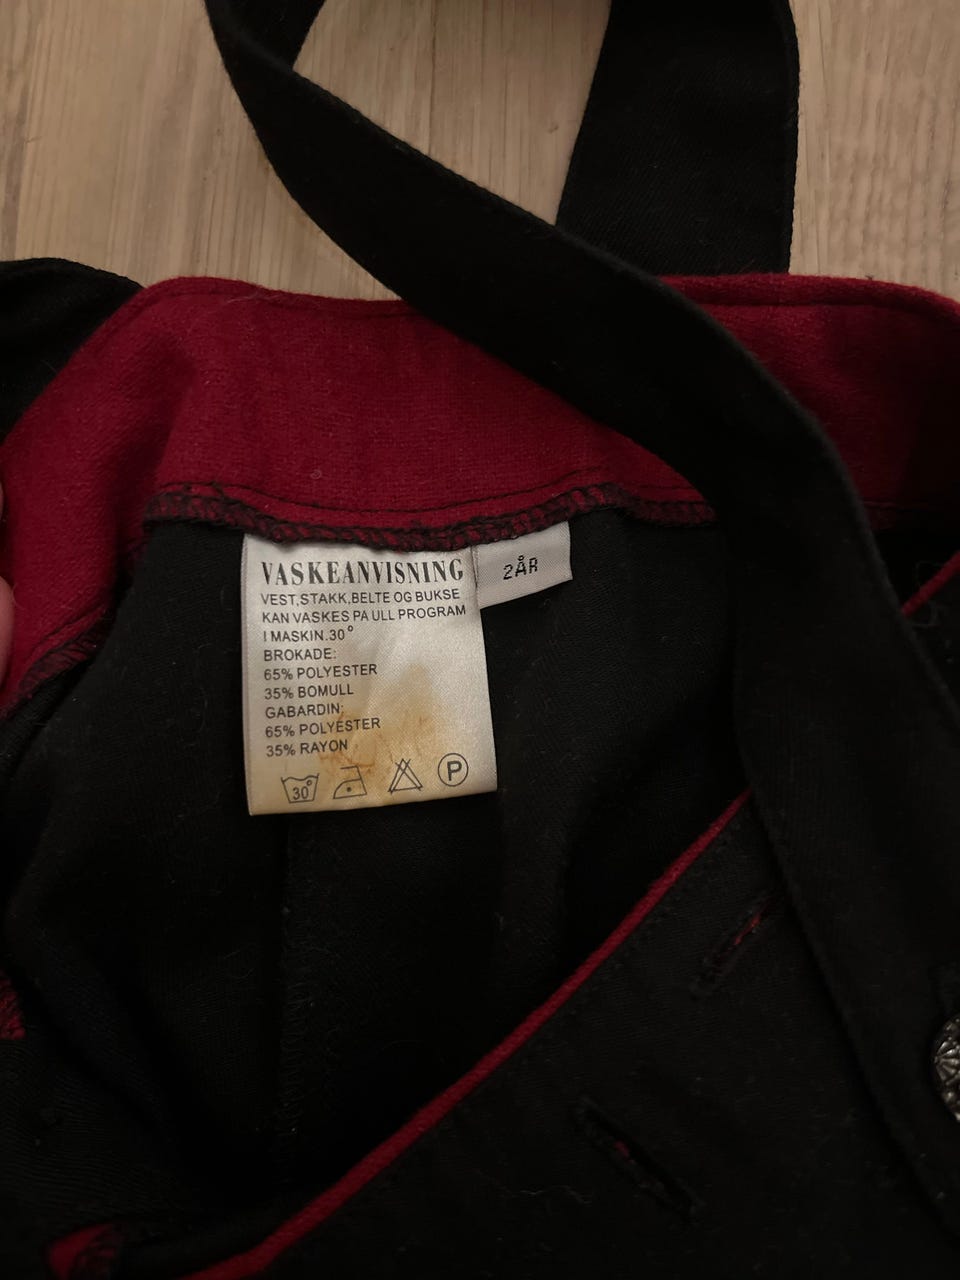 VASKEANVISNING
VEST,STAKK,BELTE OG BUKSE
KAN VASKES PA ULL PROGRAM
I MASKIN.30°
BROKADE:
65% POLYESTER
35% BOMULL
GABARDIN:
65% POLYESTER
35% RAYON
30°
P
2ÅR